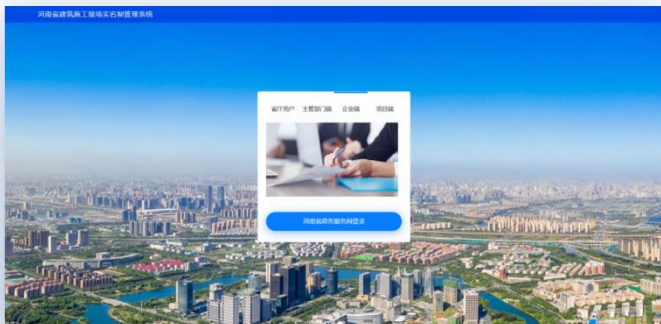 河南省建筑施工现场实名制管理系统
省厅用户 主管部门端 企业端 项目端
河南省政务服务网登录